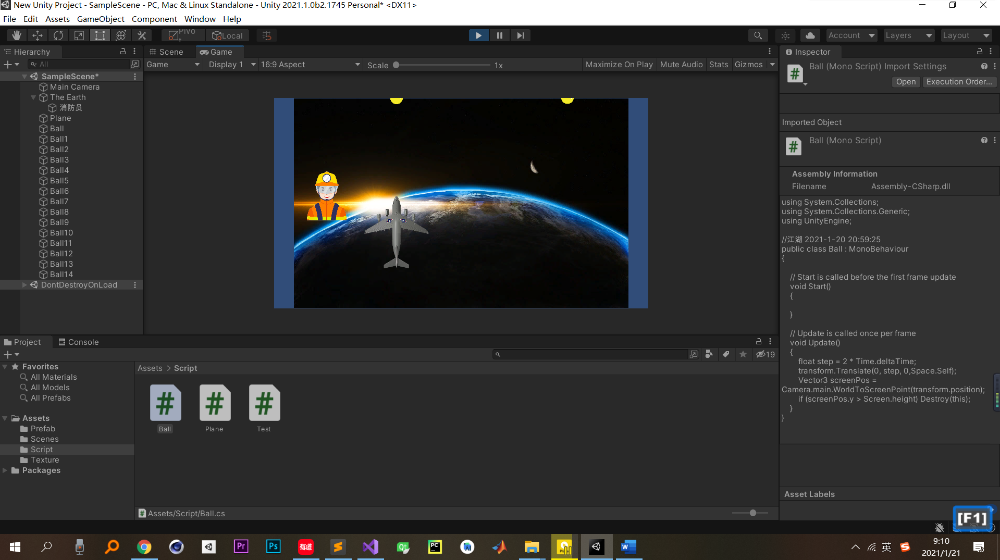 New Unity Project - SampleScene - PC, Mac & Linux Standalone - Unity 2021.1.0b2.1745 Personal* <DX11>
File Edit Assets GameObject Component Window Help
Pivot Local Account Layers Layout
Hierarchy
Scene Game
Inspector
All
Game Display 1 16:9 Aspect Scale 1x Maximize On Play Mute Audio Stats Gizmos
SampleScene*
Main Camera
The Earth
消防员
Plane
Ball
Ball1
Ball2
Ball3
Ball4
Ball5
Ball6
Ball7
Ball8
Ball9
Ball10
Ball11
Ball12
Ball13
Ball14
DontDestroyOnLoad
Ball (Mono Script) Import Settings
Open Execution Order...
Imported Object
Ball (Mono Script)
Assembly Information
Filename Assembly-CSharp.dll
using System.Collections;
using System.Collections.Generic;
using UnityEngine;
//江湖 2021-1-20 20:59:25
public class Ball : MonoBehaviour
{
// Start is called before the first frame update
void Start()
{
}
// Update is called once per frame
void Update()
{
float step = 2 * Time.deltaTime;
transform.Translate(0, step, 0,Space.Self);
Vector3 screenPos =
Camera.main.WorldToScreenPoint(transform.position);
if (screenPos.y > Screen.height) Destroy(this);
}
}
Asset Labels
Project Console
19
Favorites
All Materials
All Models
All Prefabs
Assets
Prefab
Scenes
Script
Texture
Packages
Assets > Script
Ball Plane Test
Assets/Script/Ball.cs
[F1]
Pr Ps 有道 Qt PC W 英 S
9:10
2021/1/21